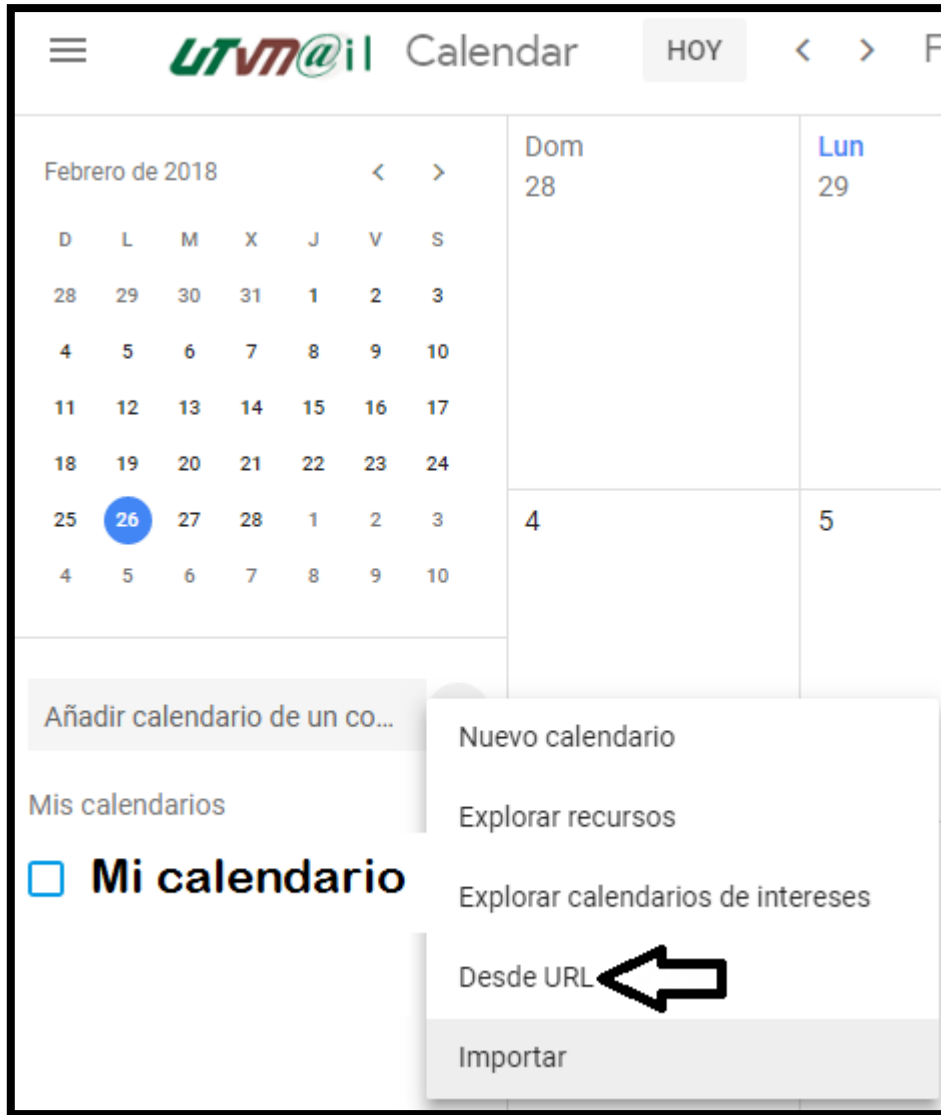 UTVM@il Calendar HOY < > F
Febrero de 2018 < >
D L M X J V S
28 29 30 31 1 2 3
4 5 6 7 8 9 10
11 12 13 14 15 16 17
18 19 20 21 22 23 24
25 26 27 28 1 2 3
4 5 6 7 8 9 10
Dom
28
Lun
29
4
5
Añadir calendario de un co...
Mis calendarios
Mi calendario
Nuevo calendario
Explorar recursos
Explorar calendarios de intereses
Desde URL
Importar